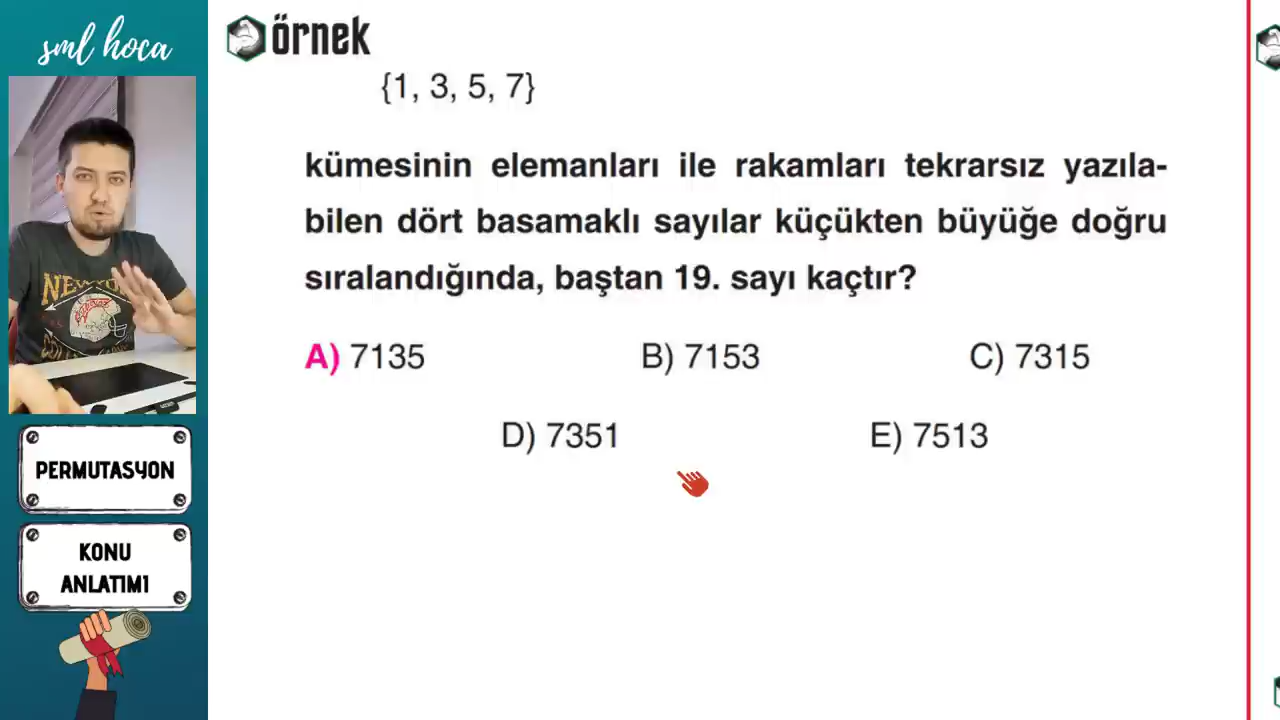 sml hoca
örnek
{1, 3, 5, 7}
kümesinin elemanları ile rakamları tekrarsız yazıla-
bilen dört basamaklı sayılar küçükten büyüğe doğru
sıralandığında, baştan 19. sayı kaçtır?
A) 7135 B) 7153 C) 7315
D) 7351 E) 7513
PERMUTASYON
KONU
ANLATIMI